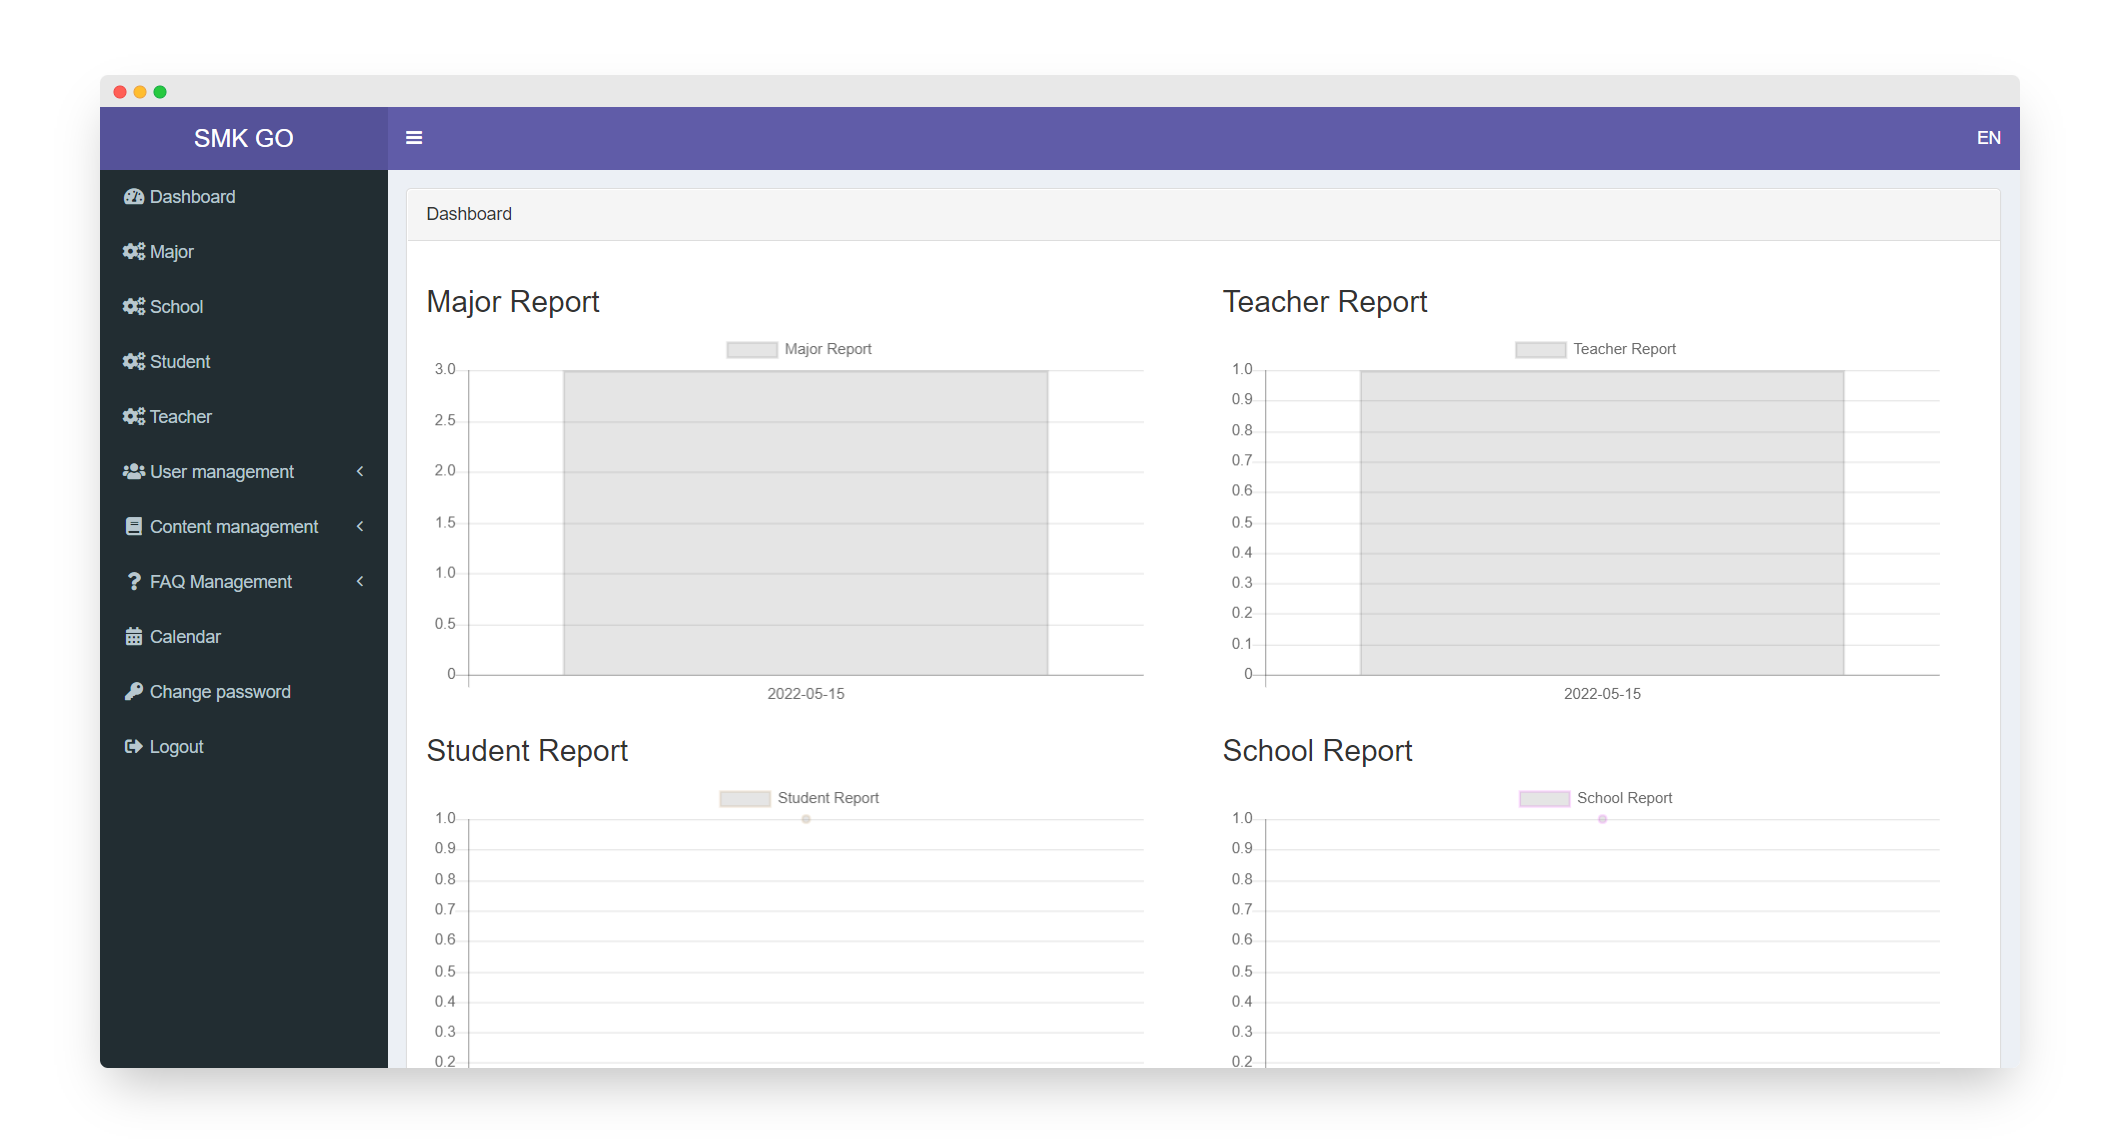 SMK GO
EN
Dashboard
Major
School
Student
Teacher
User management
Content management
FAQ Management
Calendar
Change password
Logout
Dashboard
Major Report
Major Report
3.0
2.5
2.0
1.5
1.0
0.5
0
2022-05-15
Teacher Report
Teacher Report
1.0
0.9
0.8
0.7
0.6
0.5
0.4
0.3
0.2
0.1
0
2022-05-15
Student Report
Student Report
1.0
0.9
0.8
0.7
0.6
0.5
0.4
0.3
0.2
School Report
School Report
1.0
0.9
0.8
0.7
0.6
0.5
0.4
0.3
0.2